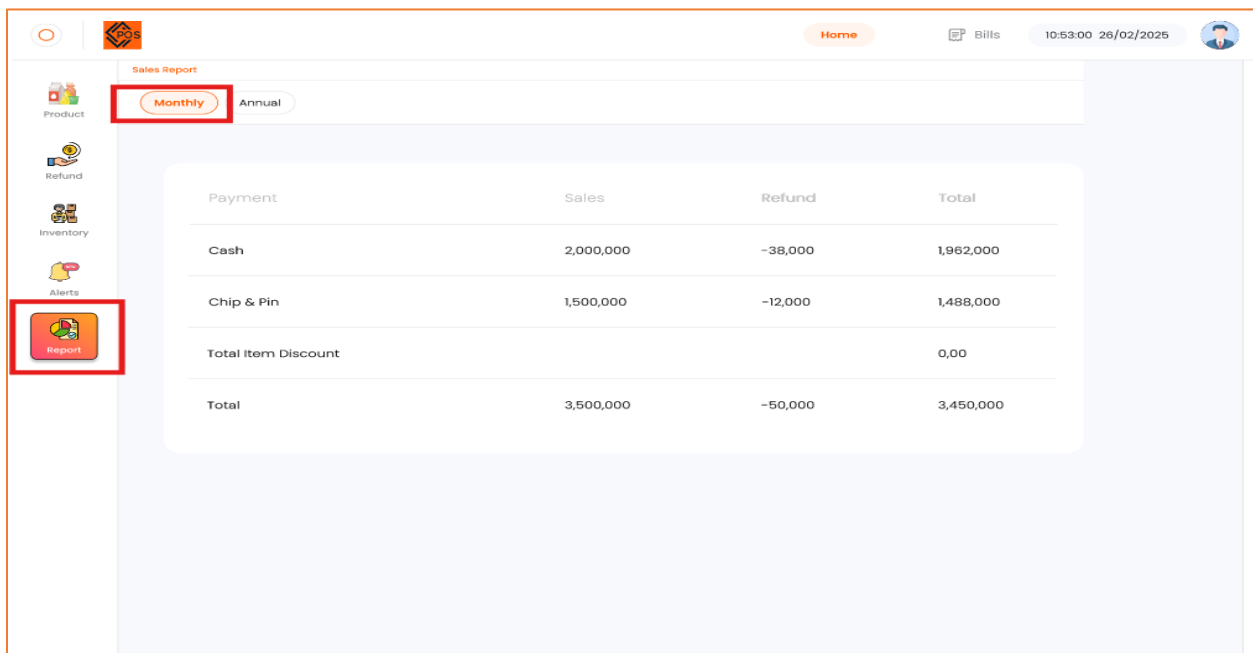 POS
Home Bills 10:53:00 26/02/2025
Sales Report
Monthly Annual
Product
Refund
Inventory
Alerts
Report
Payment Sales Refund Total
Cash 2,000,000 -38,000 1,962,000
Chip & Pin 1,500,000 -12,000 1,488,000
Total Item Discount 0,00
Total 3,500,000 -50,000 3,450,000